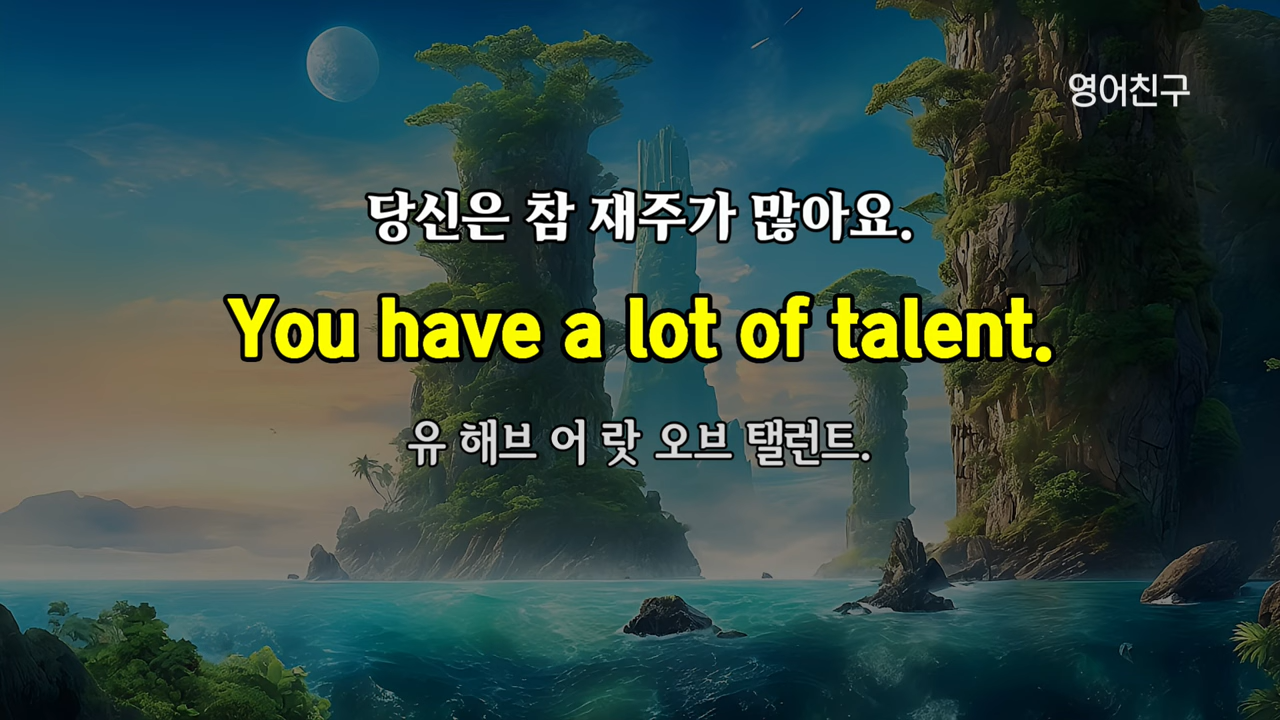 영어친구
당신은 참 재주가 많아요.
You have a lot of talent.
유 해브 어 랏 오브 탤런트.